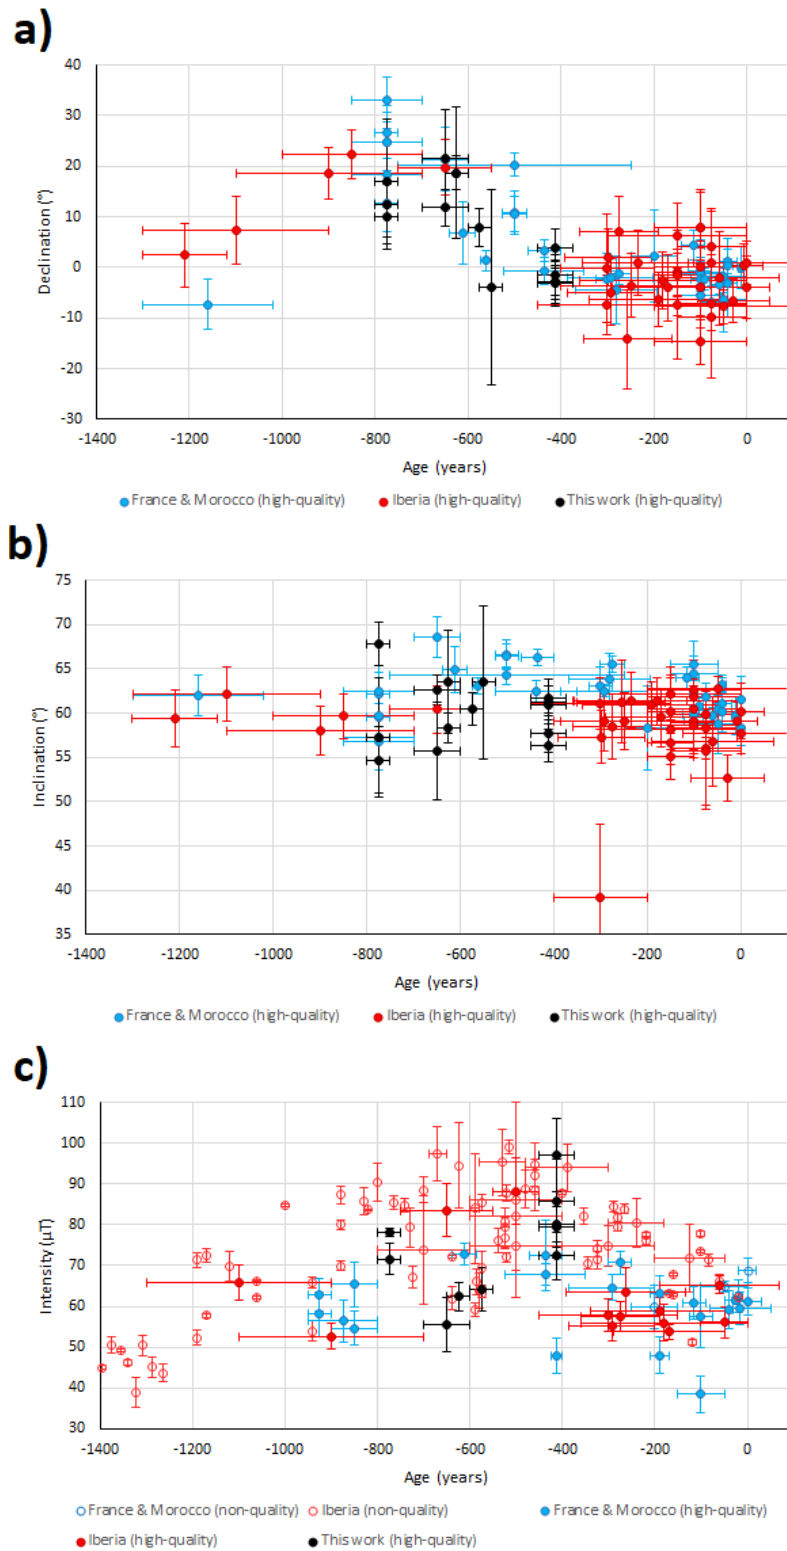 a)
40
30
20
10
0
-10
-20
-30
Declination (°)
-1400 -1200 -1000 -800 -600 -400 -200 0
Age (years)
France & Morocco (high-quality) Iberia (high-quality) This work (high-quality)
b)
75
70
65
60
55
50
45
40
35
Inclination (°)
-1400 -1200 -1000 -800 -600 -400 -200 0
Age (years)
France & Morocco (high-quality) Iberia (high-quality) This work (high-quality)
c)
110
100
90
80
70
60
50
40
30
Intensity (µT)
-1400 -1200 -1000 -800 -600 -400 -200 0
Age (years)
France & Morocco (non-quality) Iberia (non-quality) France & Morocco (high-quality)
Iberia (high-quality) This work (high-quality)